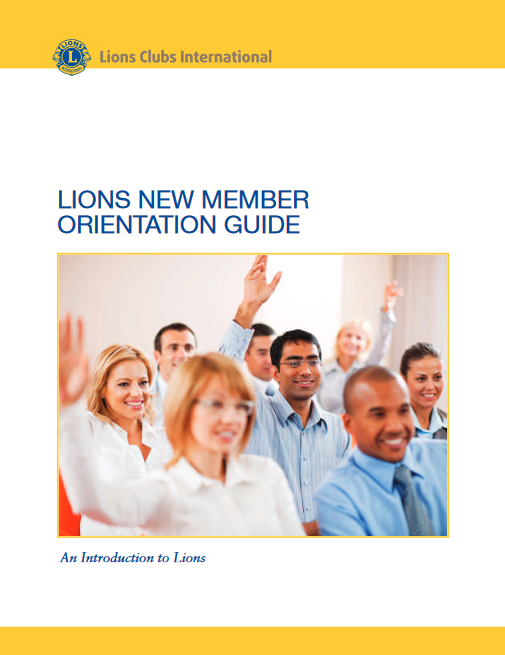 Lions Clubs International
LIONS NEW MEMBER
ORIENTATION GUIDE
An Introduction to Lions